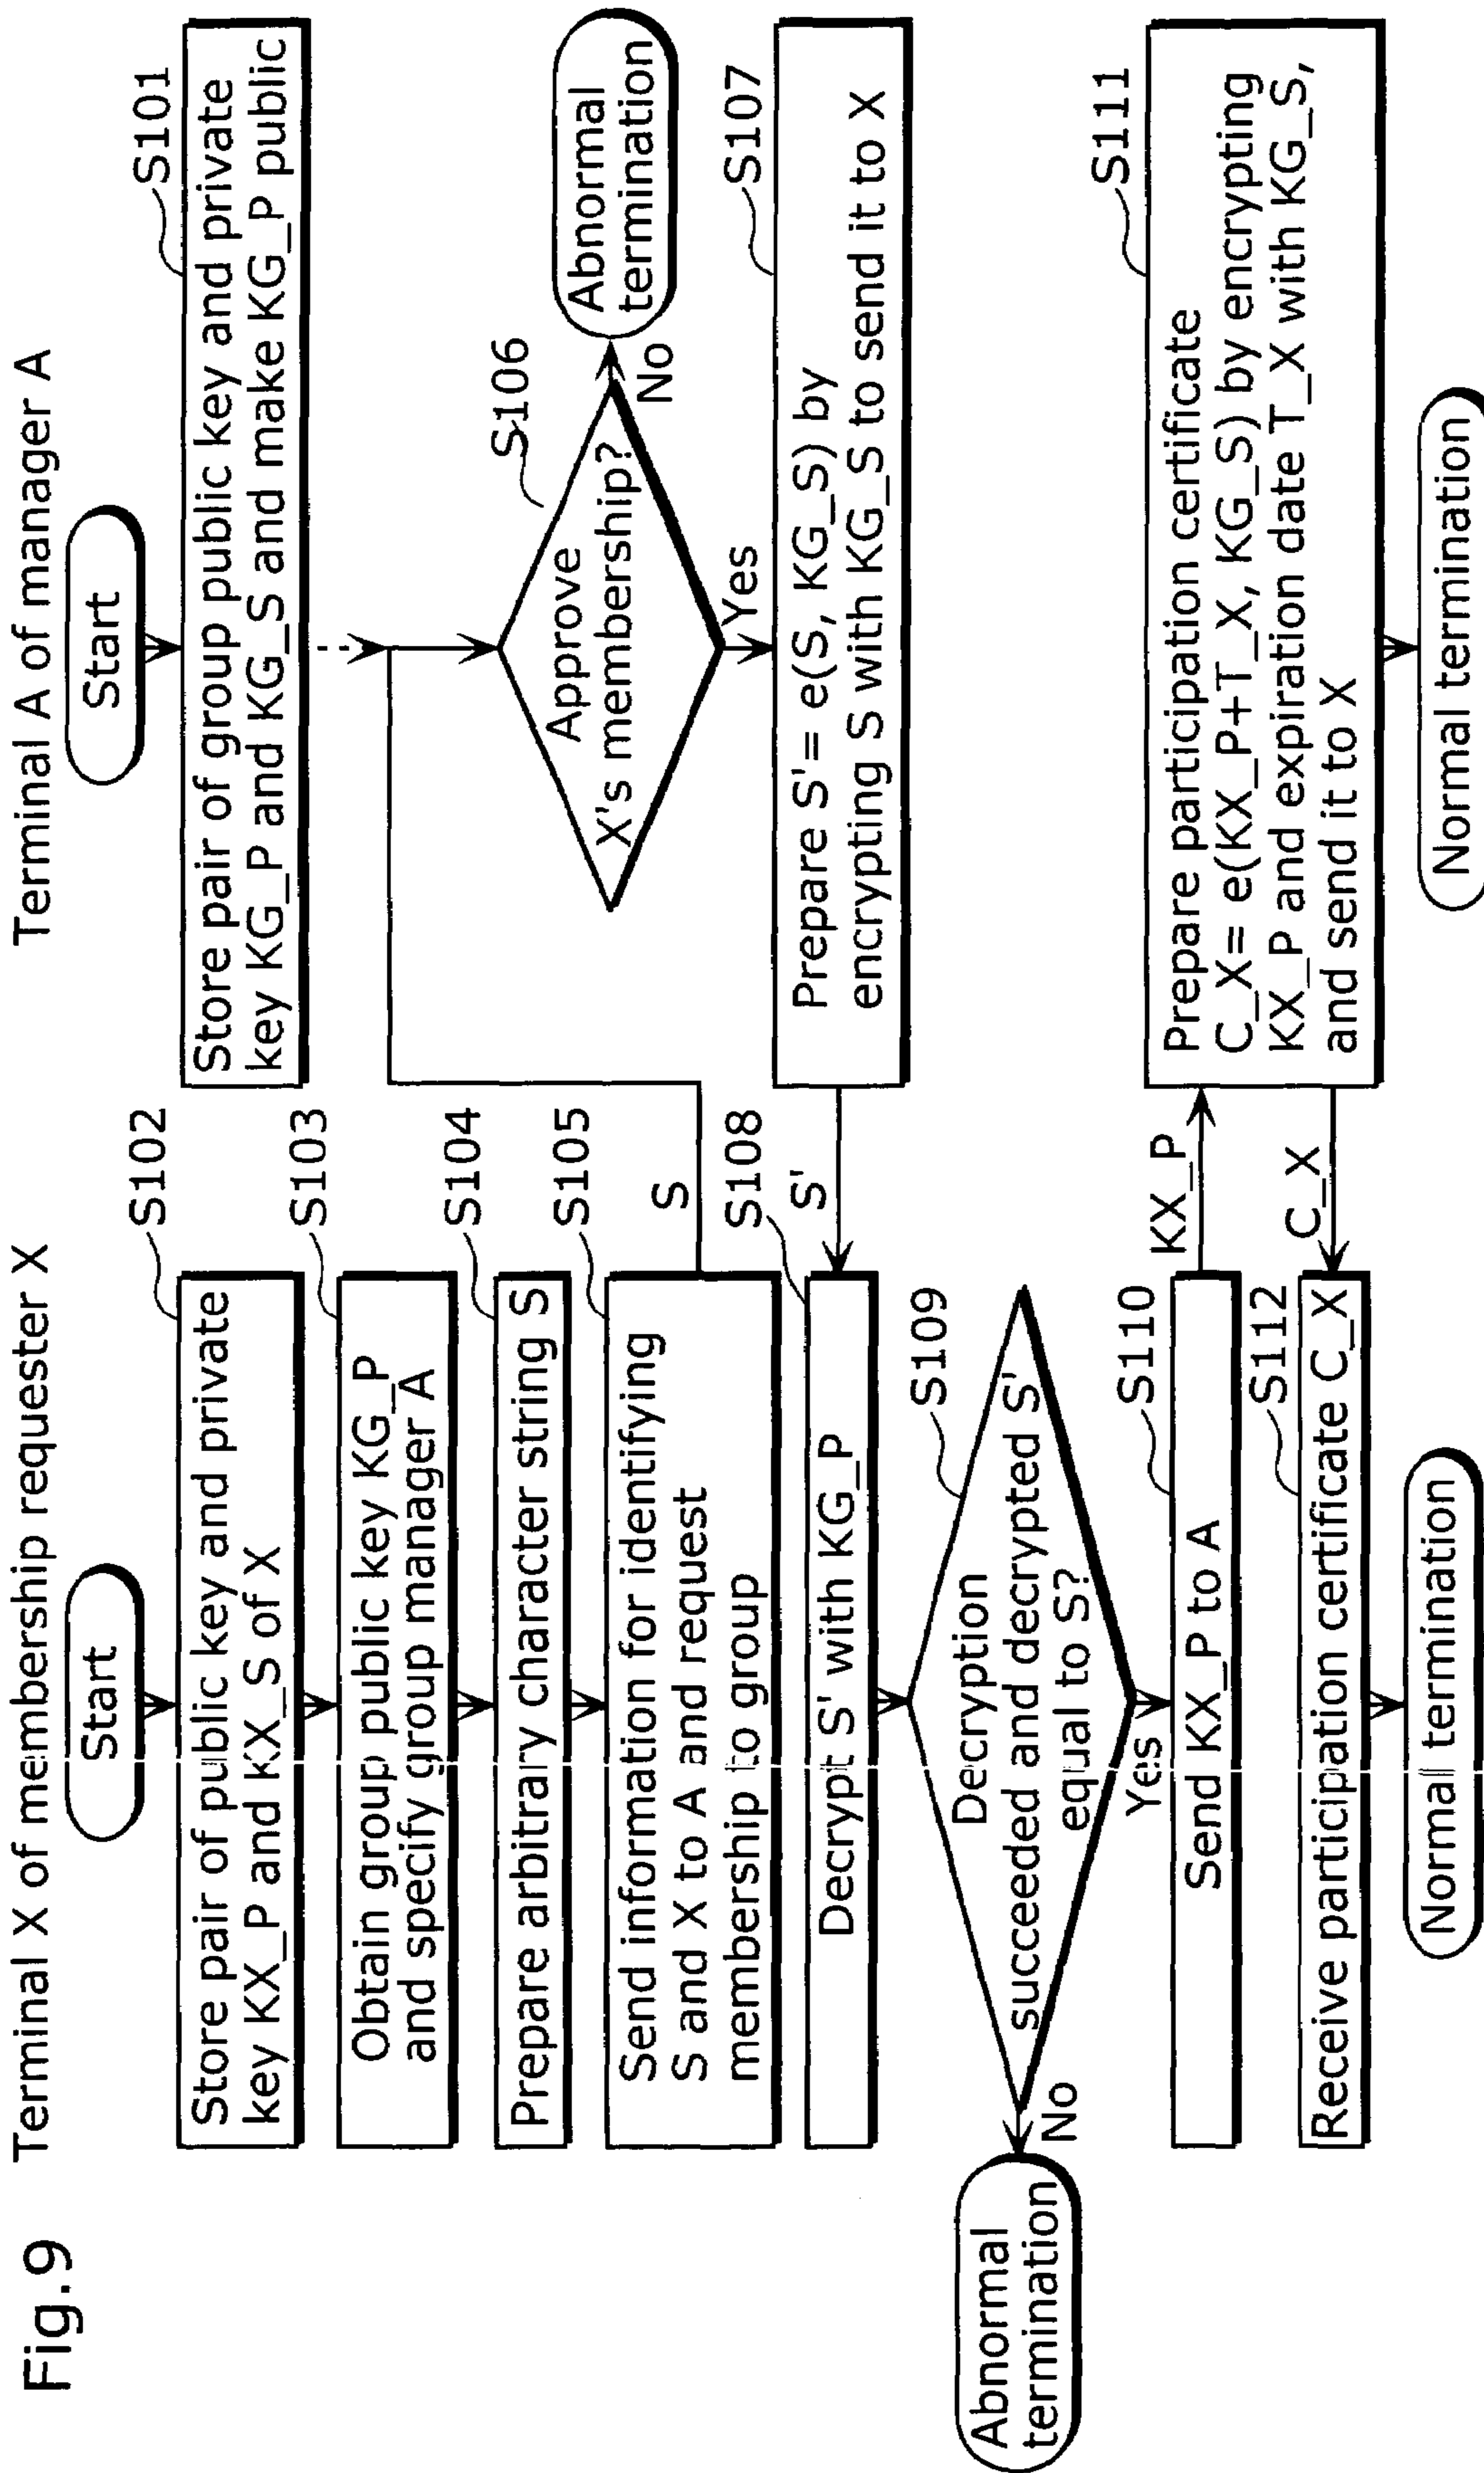 Fig.9
Terminal X of membership requester X
Start
S102
Store pair of public key and private
key KX_P and KX_S of X
S103
Obtain group public key KG_P
and specify group manager A
S104
Prepare arbitrary character string S
S105
Send information for identifying
S and X to A and request
membership to group
S
S108
S'
Decrypt S' with KG_P
S109
Decryption
succeeded and decrypted S'
equal to S?
No
Abnormal
termination
Yes
S110
Send KX_P to A
KX_P
S112
C_X
Receive participation certificate C_X
Normal termination
Terminal A of manager A
Start
S101
Store pair of group public key and private
key KG_P and KG_S and make KG_P public
S106
Approve
X's membership?
No
Abnormal
termination
Yes
S107
Prepare S'= e(S, KG_S) by
encrypting S with KG_S to send it to X
S111
Prepare participation certificate
C_X= e(KX_P+T_X, KG_S) by encrypting
KX_P and expiration date T_X with KG_S,
and send it to X
Normal termination